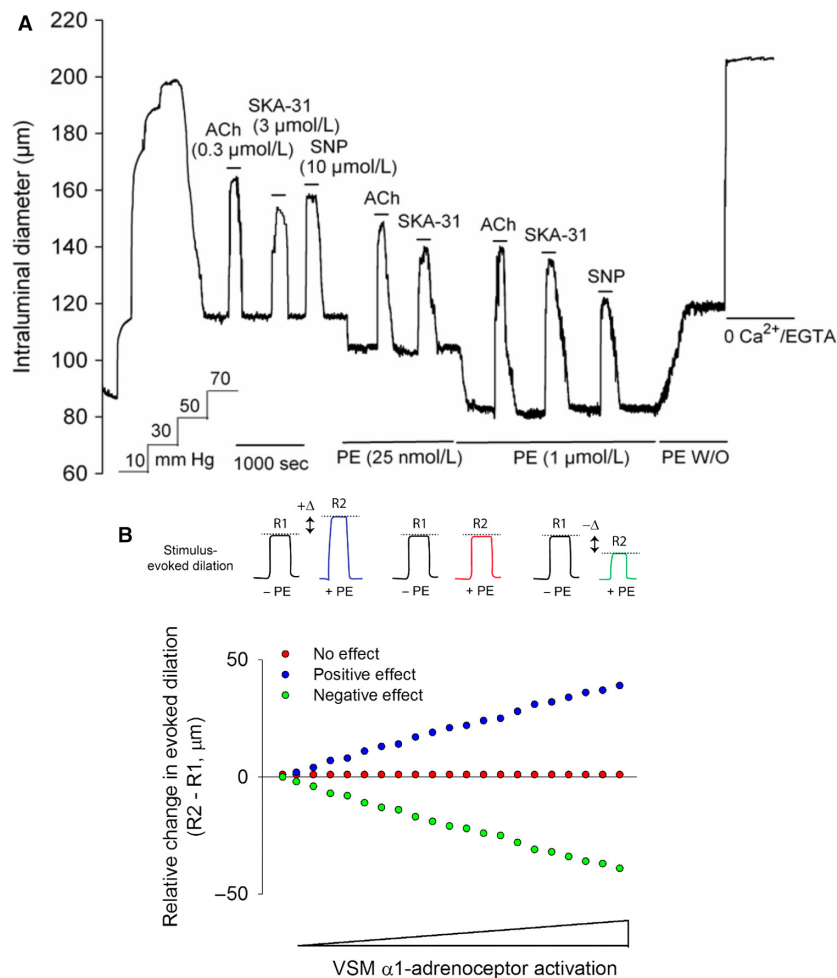 A
Intraluminal diameter (µm)
220
200
180
160
140
120
100
80
60
ACh
(0.3 µmol/L)
SKA-31
(3 µmol/L)
SNP
(10 µmol/L)
ACh
SKA-31
ACh
SKA-31
SNP
0 Ca²⁺/EGTA
10
30
50
70
mm Hg
1000 sec
PE (25 nmol/L)
PE (1 µmol/L)
PE W/O
B
Stimulus-
evoked dilation
R1
+Δ
R2
– PE
+ PE
R1
R2
– PE
+ PE
R1
–Δ
R2
– PE
+ PE
Relative change in evoked dilation
(R2 - R1, µm)
50
0
–50
No effect
Positive effect
Negative effect
VSM α1-adrenoceptor activation